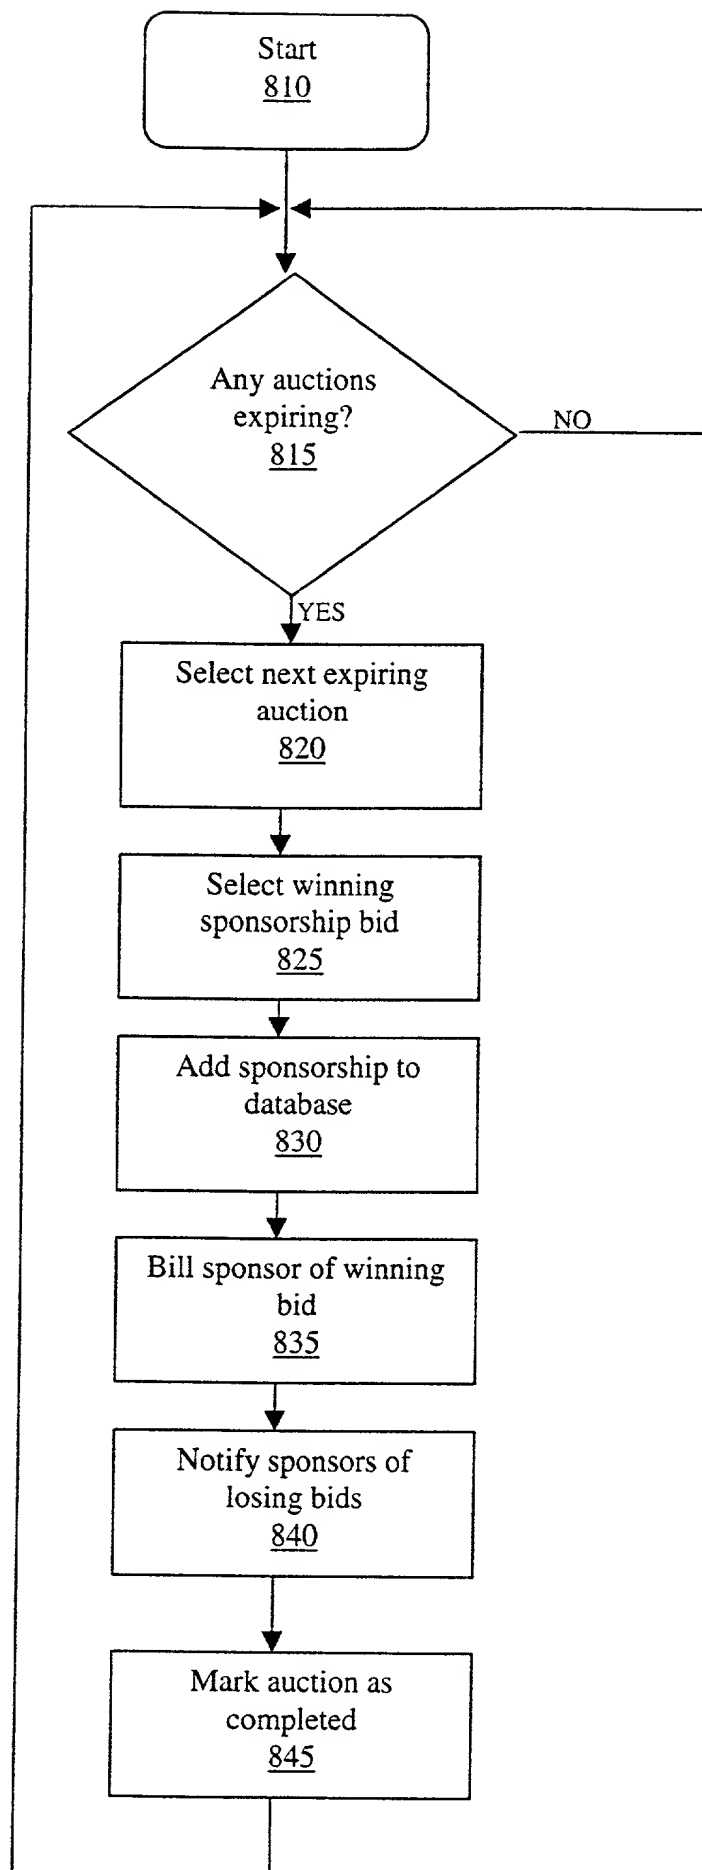 Start
810
Any auctions
expiring?
815
NO
YES
Select next expiring
auction
820
Select winning
sponsorship bid
825
Add sponsorship to
database
830
Bill sponsor of winning
bid
835
Notify sponsors of
losing bids
840
Mark auction as
completed
845